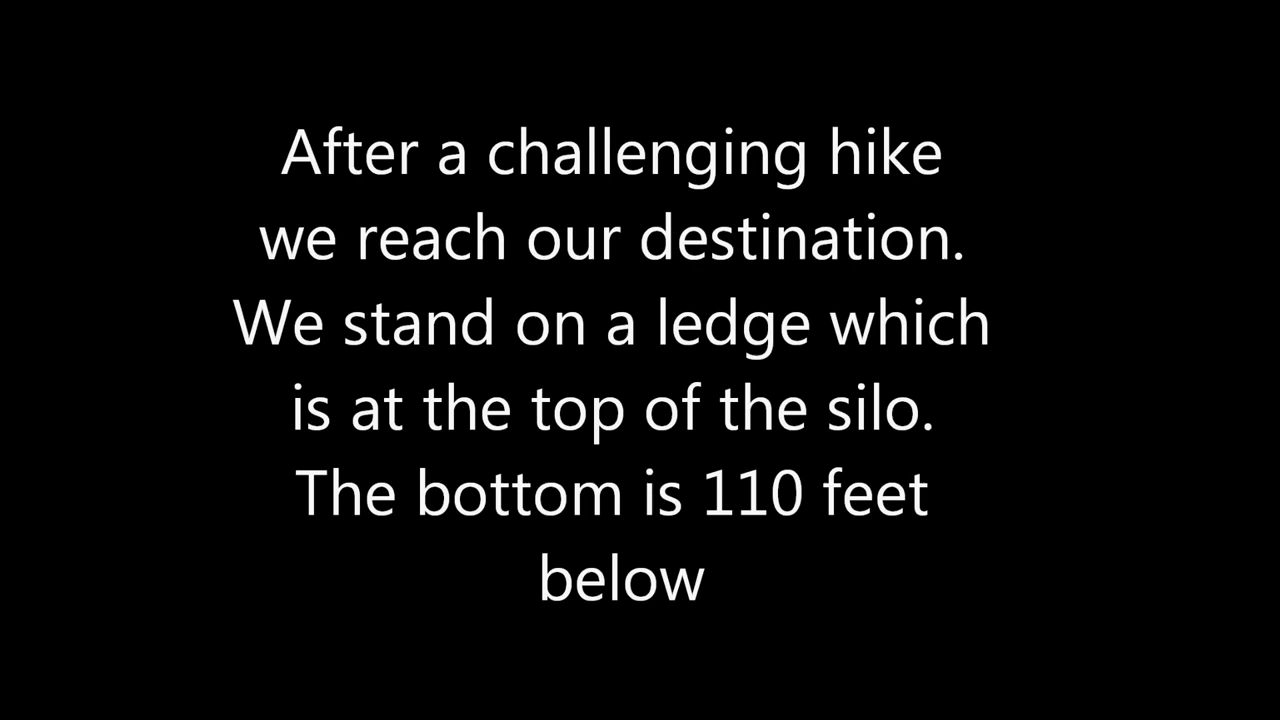 After a challenging hike
we reach our destination.
We stand on a ledge which
is at the top of the silo.
The bottom is 110 feet
below